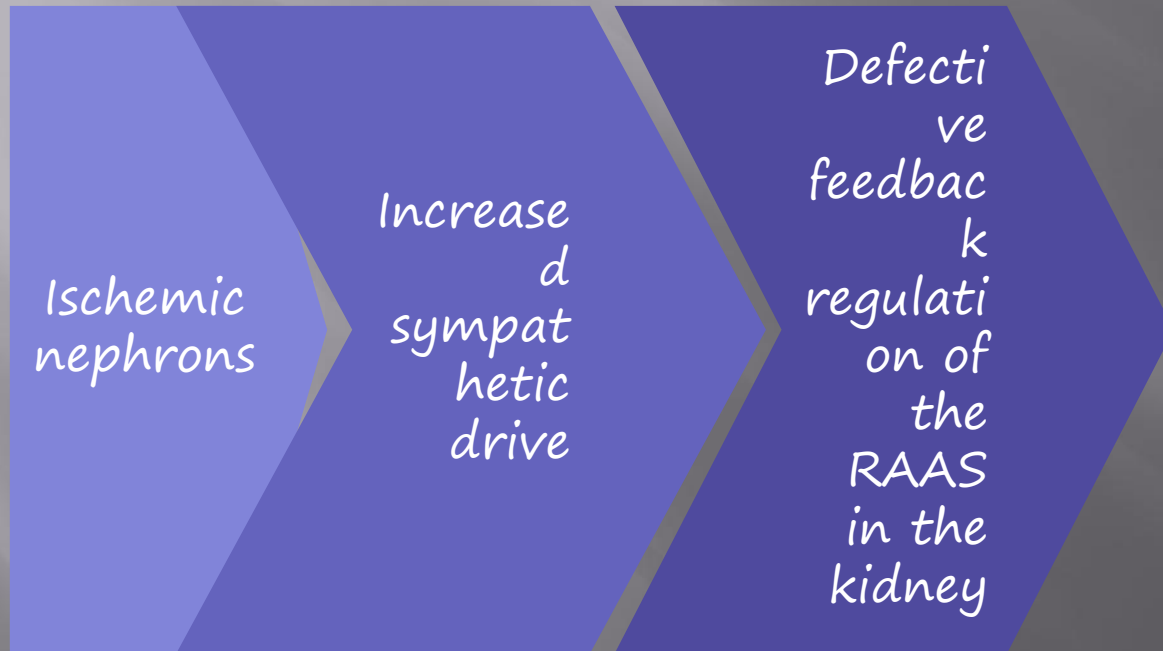 Ischemic
nephrons
Increase
d
sympat
hetic
drive
Defecti
ve
feedbac
k
regulati
on of
the
RAAS
in the
kidney